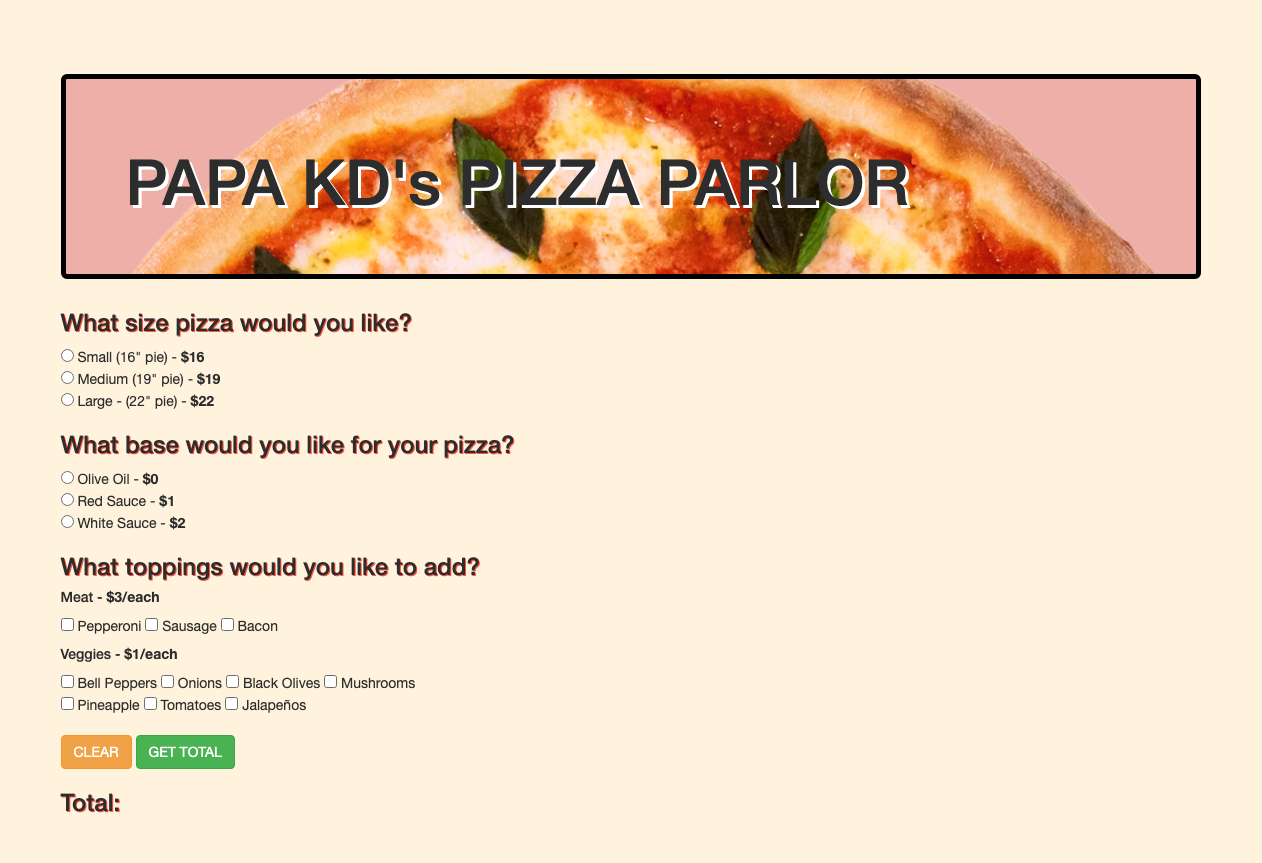 PAPA KD's PIZZA PARLOR
What size pizza would you like?
Small (16" pie) - $16
Medium (19" pie) - $19
Large - (22" pie) - $22
What base would you like for your pizza?
Olive Oil - $0
Red Sauce - $1
White Sauce - $2
What toppings would you like to add?
Meat - $3/each
Pepperoni Sausage Bacon
Veggies - $1/each
Bell Peppers Onions Black Olives Mushrooms
Pineapple Tomatoes Jalapeños
CLEAR GET TOTAL
Total: